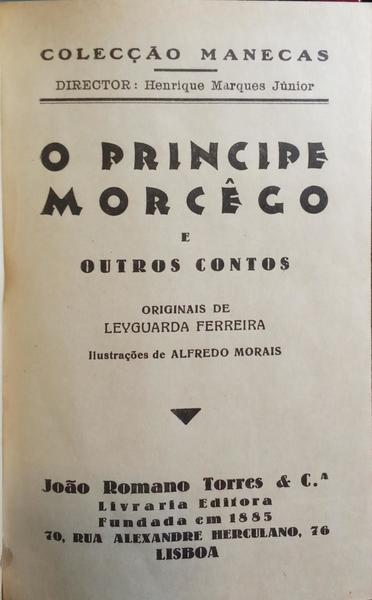 COLECÇÃO MANECAS
DIRECTOR: Henrique Marques Júnior
O PRINCIPE
MORCÊGO
E
OUTROS CONTOS
ORIGINAIS DE
LEYGUARDA FERREIRA
Ilustrações de ALFREDO MORAIS
João Romano Torres & C.ª
Livraria Editora
Fundada em 1885
70, RUA ALEXANDRE HERCULANO, 76
LISBOA